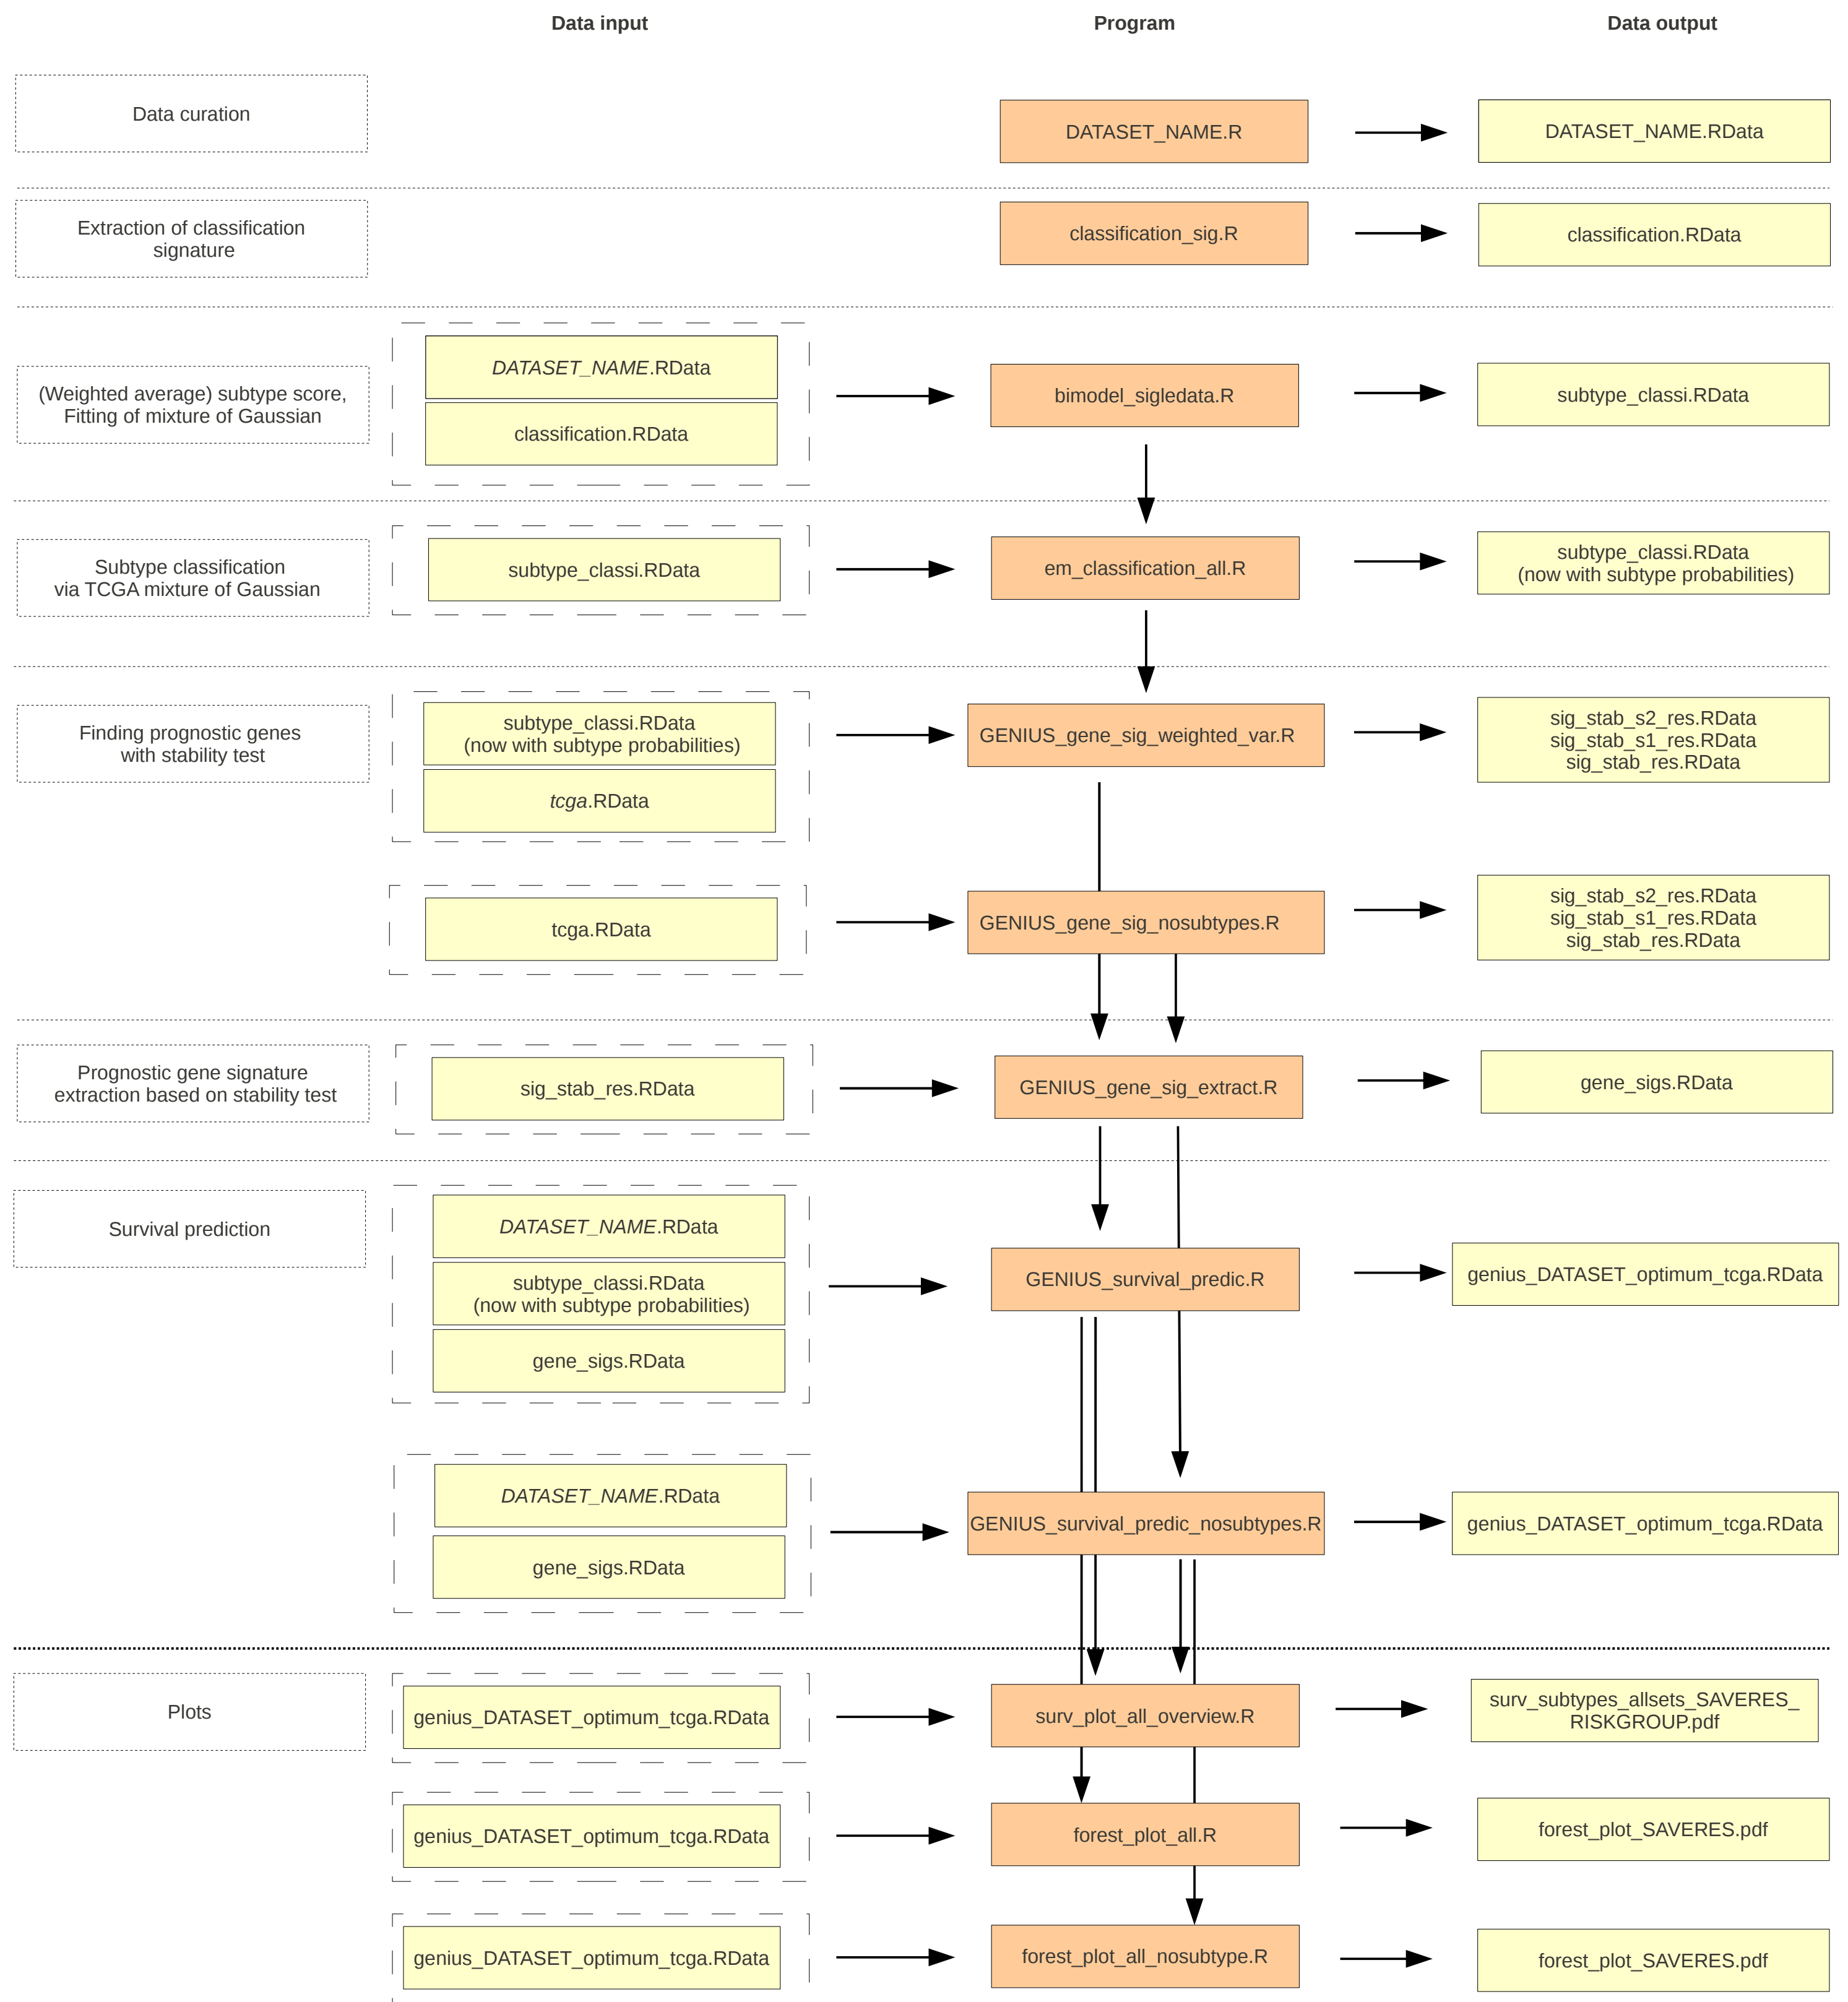 Data input
Program
Data output
Data curation
DATASET_NAME.R
DATASET_NAME.RData
Extraction of classification
signature
classification_sig.R
classification.RData
(Weighted average) subtype score,
Fitting of mixture of Gaussian
DATASET_NAME.RData
classification.RData
bimodel_sigledata.R
subtype_classi.RData
Subtype classification
via TCGA mixture of Gaussian
subtype_classi.RData
em_classification_all.R
subtype_classi.RData
(now with subtype probabilities)
Finding prognostic genes
with stability test
subtype_classi.RData
(now with subtype probabilities)
tcga.RData
GENIUS_gene_sig_weighted_var.R
sig_stab_s2_res.RData
sig_stab_s1_res.RData
sig_stab_res.RData
tcga.RData
GENIUS_gene_sig_nosubtypes.R
sig_stab_s2_res.RData
sig_stab_s1_res.RData
sig_stab_res.RData
Prognostic gene signature
extraction based on stability test
sig_stab_res.RData
GENIUS_gene_sig_extract.R
gene_sigs.RData
Survival prediction
DATASET_NAME.RData
subtype_classi.RData
(now with subtype probabilities)
gene_sigs.RData
GENIUS_survival_predic.R
genius_DATASET_optimum_tcga.RData
DATASET_NAME.RData
gene_sigs.RData
GENIUS_survival_predic_nosubtypes.R
genius_DATASET_optimum_tcga.RData
Plots
genius_DATASET_optimum_tcga.RData
surv_plot_all_overview.R
surv_subtypes_allsets_SAVERES_
RISKGROUP.pdf
genius_DATASET_optimum_tcga.RData
forest_plot_all.R
forest_plot_SAVERES.pdf
genius_DATASET_optimum_tcga.RData
forest_plot_all_nosubtype.R
forest_plot_SAVERES.pdf